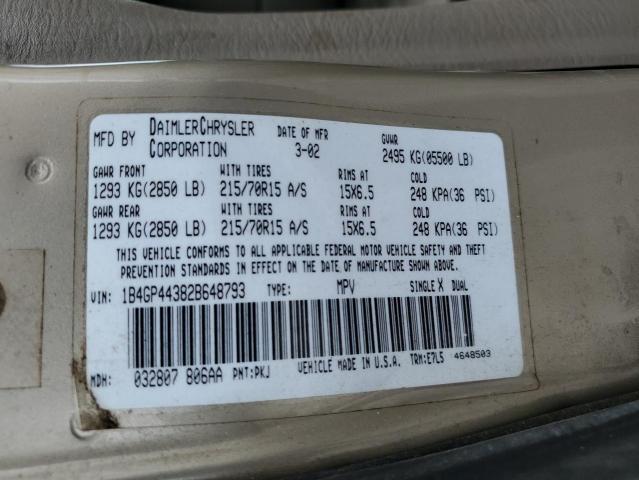 MFD BY DAIMLERCHRYSLER CORPORATION DATE OF MFR 3-02 GVWR 2495 KG(05500 LB)
GAWR FRONT WITH TIRES RIMS AT COLD
1293 KG(2850 LB) 215/70R15 A/S 15X6.5 248 KPA(36 PSI)
GAWR REAR WITH TIRES RIMS AT COLD
1293 KG(2850 LB) 215/70R15 A/S 15X6.5 248 KPA(36 PSI)
THIS VEHICLE CONFORMS TO ALL APPLICABLE FEDERAL MOTOR VEHICLE SAFETY AND THEFT
PREVENTION STANDARDS IN EFFECT ON THE DATE OF MANUFACTURE SHOWN ABOVE.
VIN: 1B4GP44382B648793 TYPE: MPV SINGLE X DUAL
MDH: 032807 806AA PNT:PKJ VEHICLE MADE IN U.S.A. TRM:E7L5 4648503